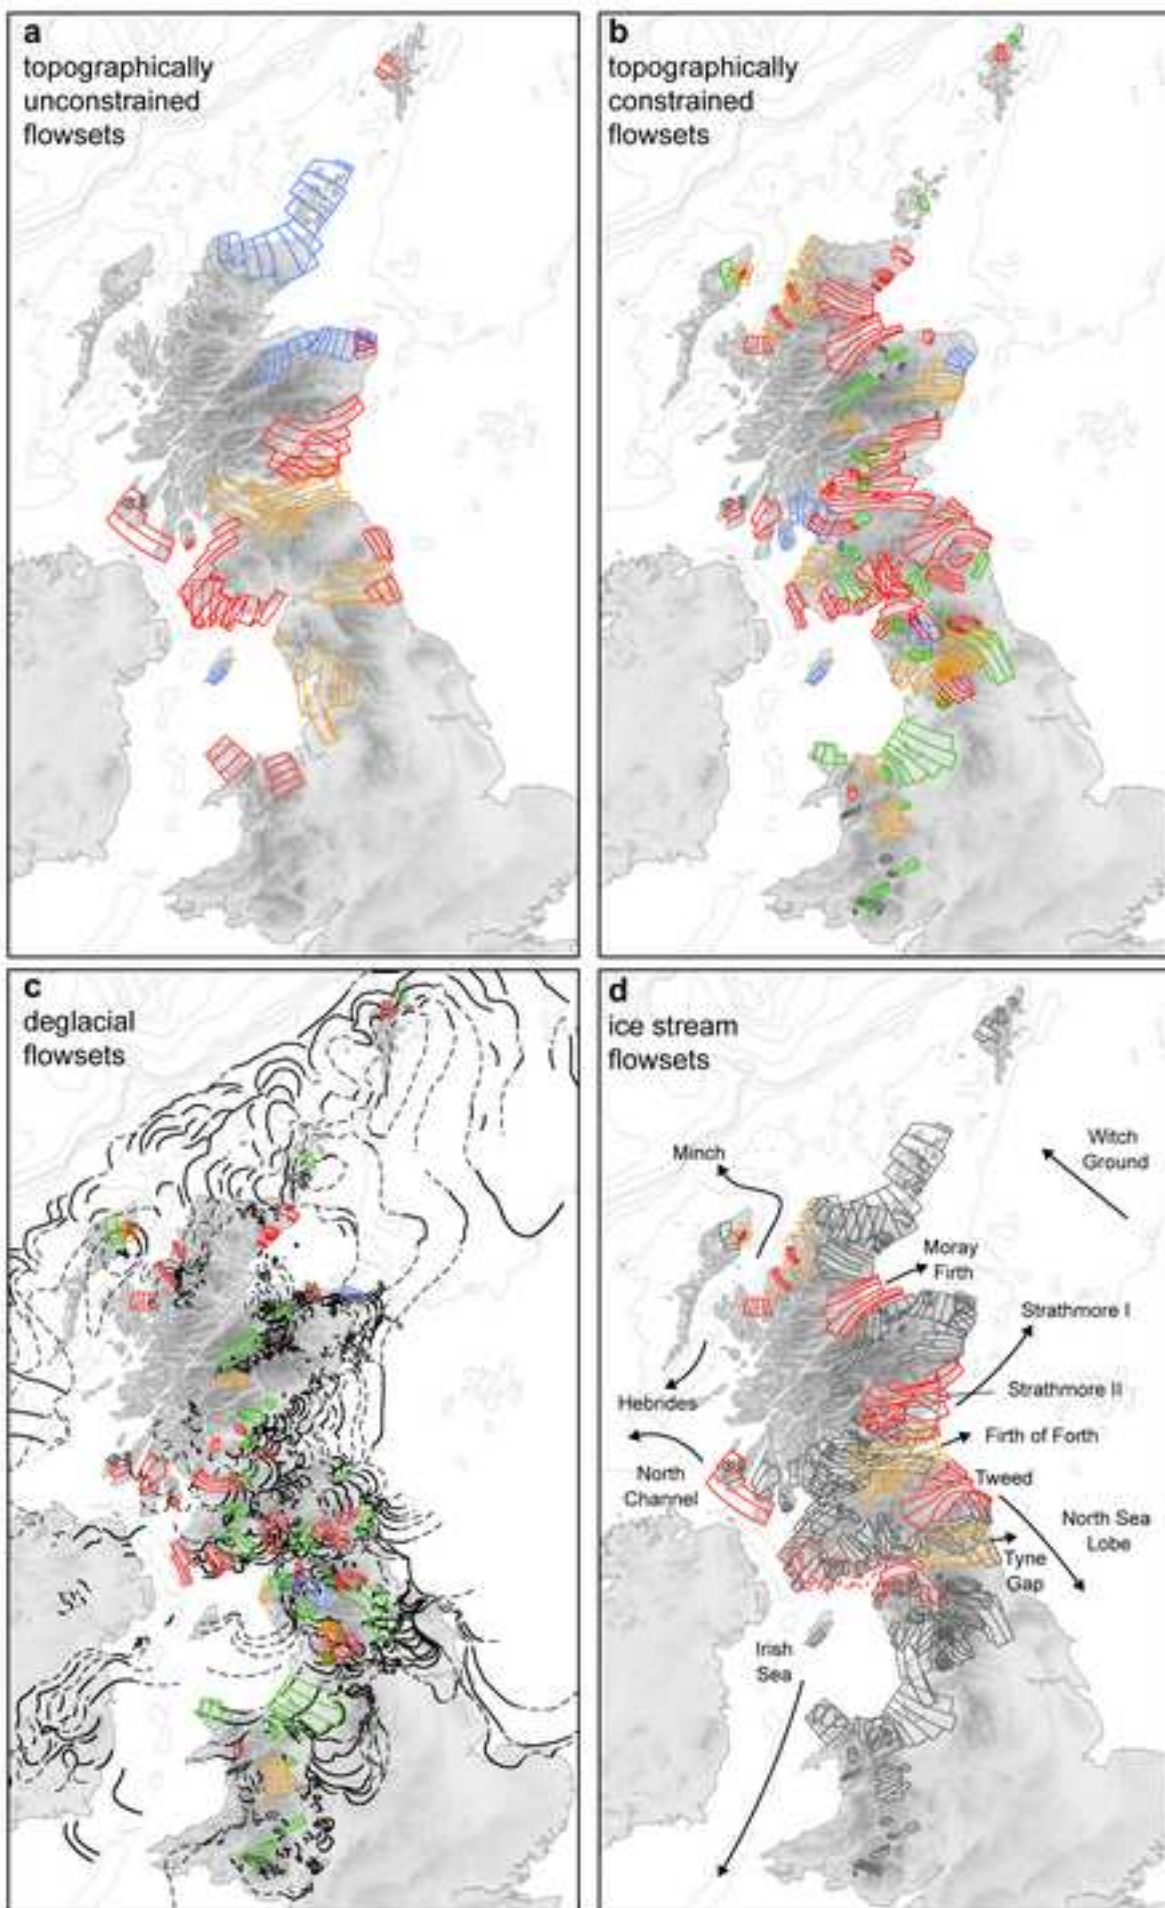 a
topographically
unconstrained
flowsets
b
topographically
constrained
flowsets
c
deglacial
flowsets
d
ice stream
flowsets
Minch
Witch
Ground
Moray
Firth
Strathmore I
Strathmore II
Hebrides
Firth of Forth
North
Channel
Tweed
North Sea
Lobe
Tyne
Gap
Irish
Sea